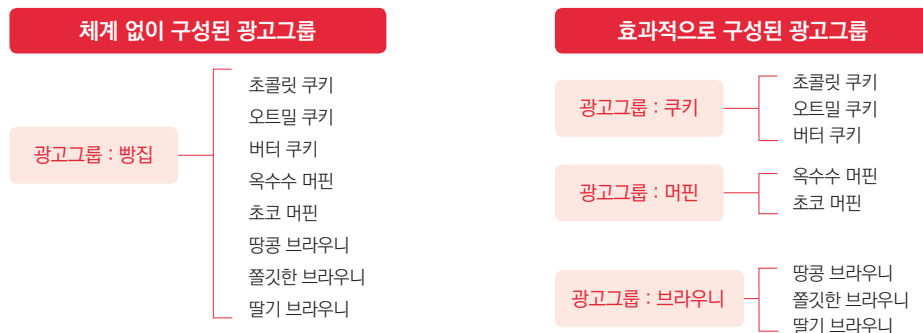 체계 없이 구성된 광고그룹
광고그룹 : 빵집
초콜릿 쿠키
오트밀 쿠키
버터 쿠키
옥수수 머핀
초코 머핀
땅콩 브라우니
쫄깃한 브라우니
딸기 브라우니
효과적으로 구성된 광고그룹
광고그룹 : 쿠키
초콜릿 쿠키
오트밀 쿠키
버터 쿠키
광고그룹 : 머핀
옥수수 머핀
초코 머핀
광고그룹 : 브라우니
땅콩 브라우니
쫄깃한 브라우니
딸기 브라우니